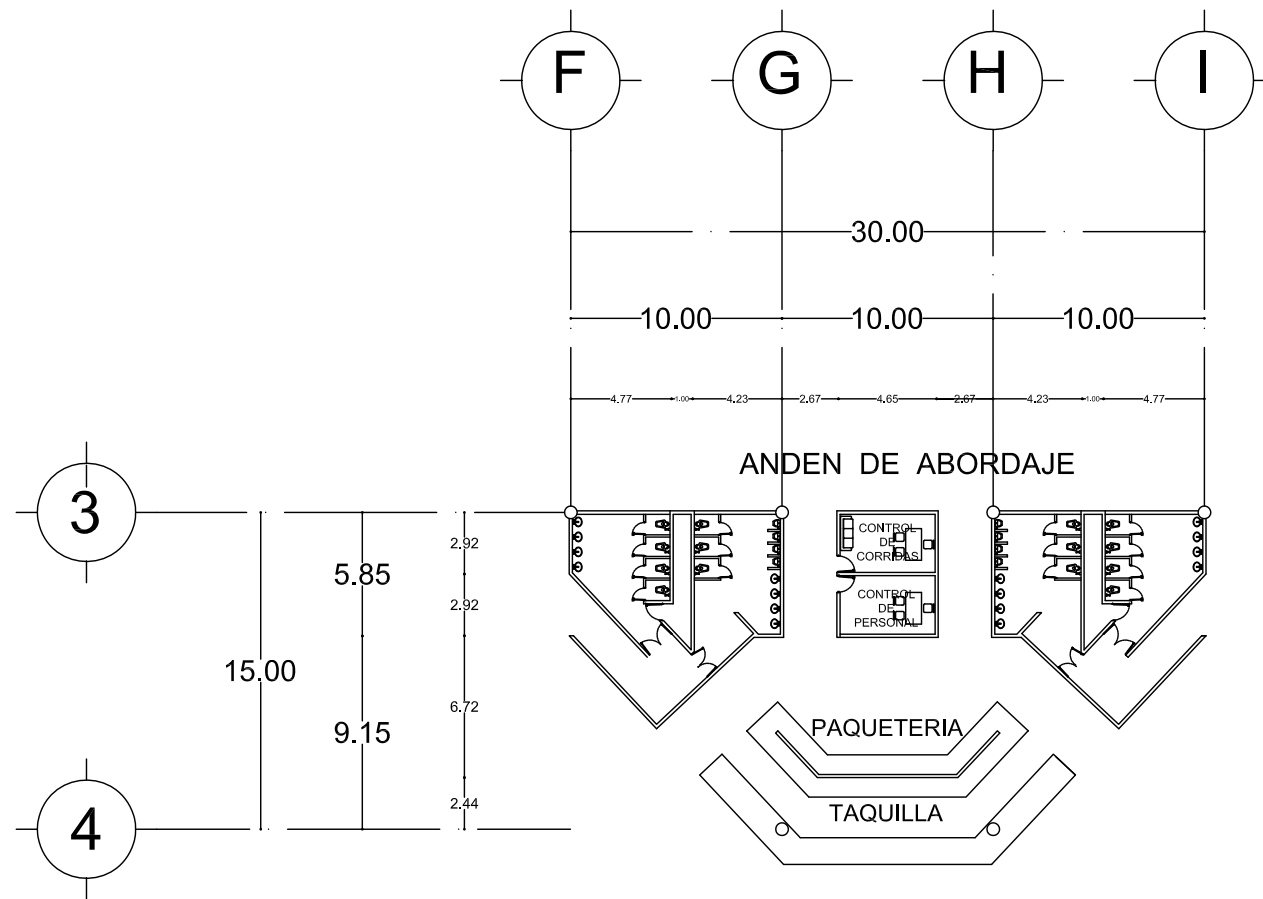 F G H I
30.00
10.00 10.00 10.00
4.77 1.00 4.23 2.67 4.65 2.67 4.23 1.00 4.77
ANDEN DE ABORDAJE
3
4
15.00
5.85
9.15
2.92
2.92
6.72
2.44
CONTROL
DE
CORRIDAS
CONTROL
DE
PERSONAL
PAQUETERIA
TAQUILLA